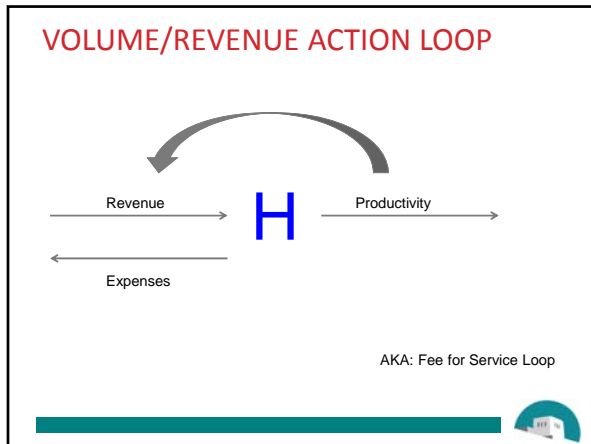 VOLUME/REVENUE ACTION LOOP
Revenue
H
Productivity
Expenses
AKA: Fee for Service Loop